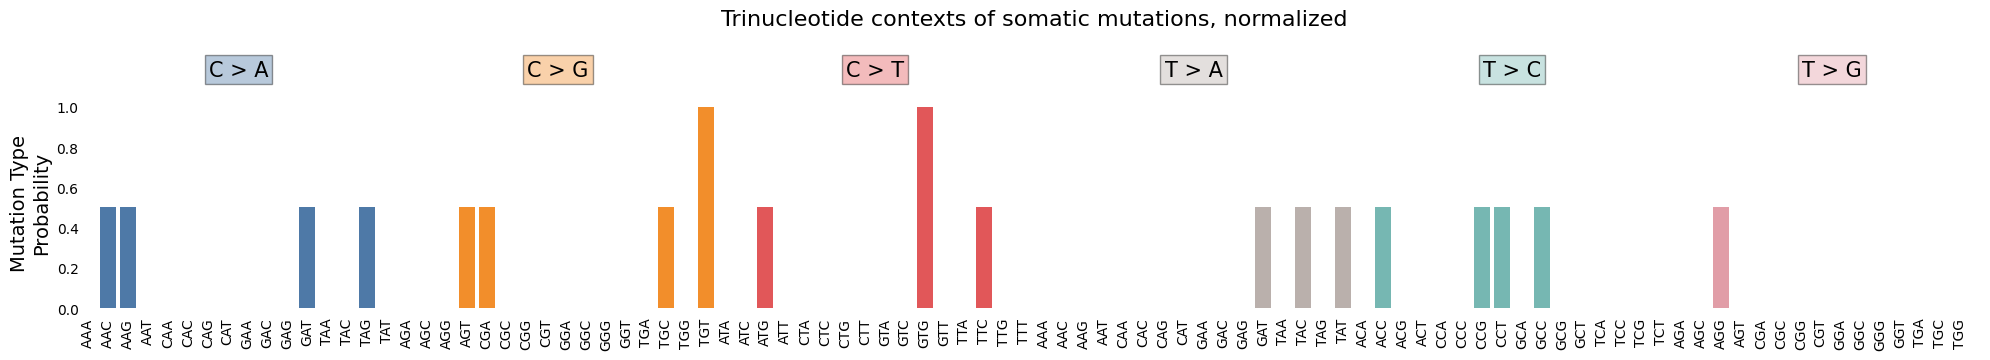 Trinucleotide contexts of somatic mutations, normalized
C > A
C > G
C > T
T > A
T > C
T > G
Mutation Type
Probability
1.0
0.8
0.6
0.4
0.2
0.0
AAA
AAC
AAG
AAT
CAA
CAC
CAG
CAT
GAA
GAC
GAG
GAT
TAA
TAC
TAG
TAT
AGA
AGC
AGG
AGT
CGA
CGC
CGG
CGT
GGA
GGC
GGG
GGT
TGA
TGC
TGG
TGT
ATA
ATC
ATG
ATT
CTA
CTC
CTG
CTT
GTA
GTC
GTG
GTT
TTA
TTC
TTG
TTT
AAA
AAC
AAG
AAT
CAA
CAC
CAG
CAT
GAA
GAC
GAG
GAT
TAA
TAC
TAG
TAT
ACA
ACC
ACG
ACT
CCA
CCC
CCG
CCT
GCA
GCC
GCG
GCT
TCA
TCC
TCG
TCT
AGA
AGC
AGG
AGT
CGA
CGC
CGG
CGT
GGA
GGC
GGG
GGT
TGA
TGC
TGG